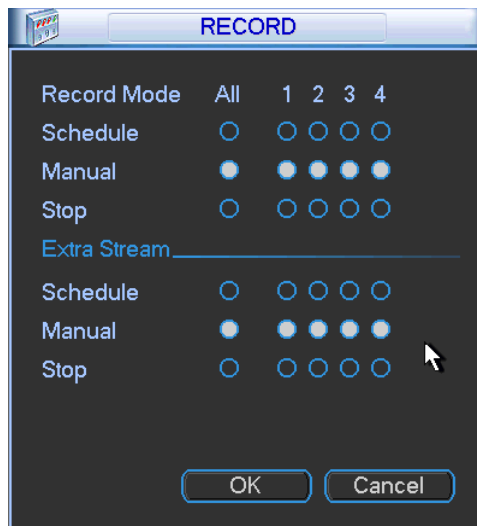 RECORD
Record Mode All 1 2 3 4
Schedule
Manual
Stop
Extra Stream
Schedule
Manual
Stop
OK Cancel